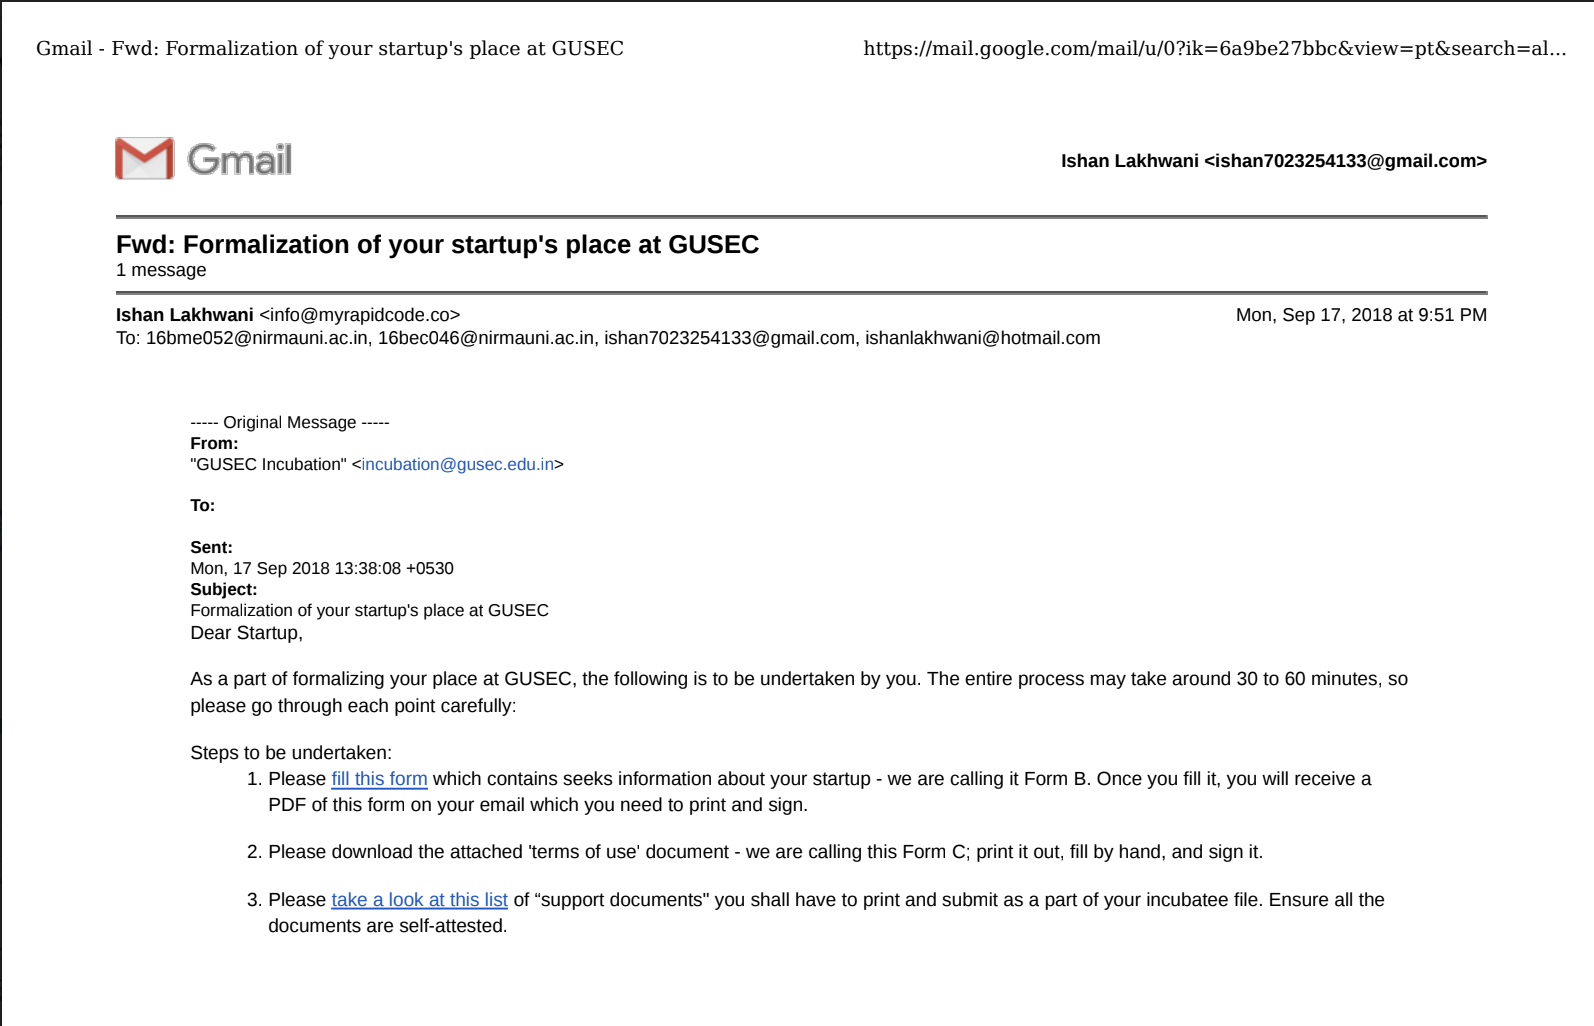 Gmail - Fwd: Formalization of your startup's place at GUSEC
https://mail.google.com/mail/u/0?ik=6a9be27bbc&view=pt&search=al...
Gmail
Ishan Lakhwani <ishan7023254133@gmail.com>
Fwd: Formalization of your startup's place at GUSEC
1 message
Ishan Lakhwani <info@myrapidcode.co>
Mon, Sep 17, 2018 at 9:51 PM
To: 16bme052@nirmauni.ac.in, 16bec046@nirmauni.ac.in, ishan7023254133@gmail.com, ishanlakhwani@hotmail.com
----- Original Message -----
From:
"GUSEC Incubation" <incubation@gusec.edu.in>
To:
Sent:
Mon, 17 Sep 2018 13:38:08 +0530
Subject:
Formalization of your startup's place at GUSEC
Dear Startup,
As a part of formalizing your place at GUSEC, the following is to be undertaken by you. The entire process may take around 30 to 60 minutes, so
please go through each point carefully:
Steps to be undertaken:
1. Please fill this form which contains seeks information about your startup - we are calling it Form B. Once you fill it, you will receive a
PDF of this form on your email which you need to print and sign.
2. Please download the attached 'terms of use' document - we are calling this Form C; print it out, fill by hand, and sign it.
3. Please take a look at this list of “support documents" you shall have to print and submit as a part of your incubatee file. Ensure all the
documents are self-attested.